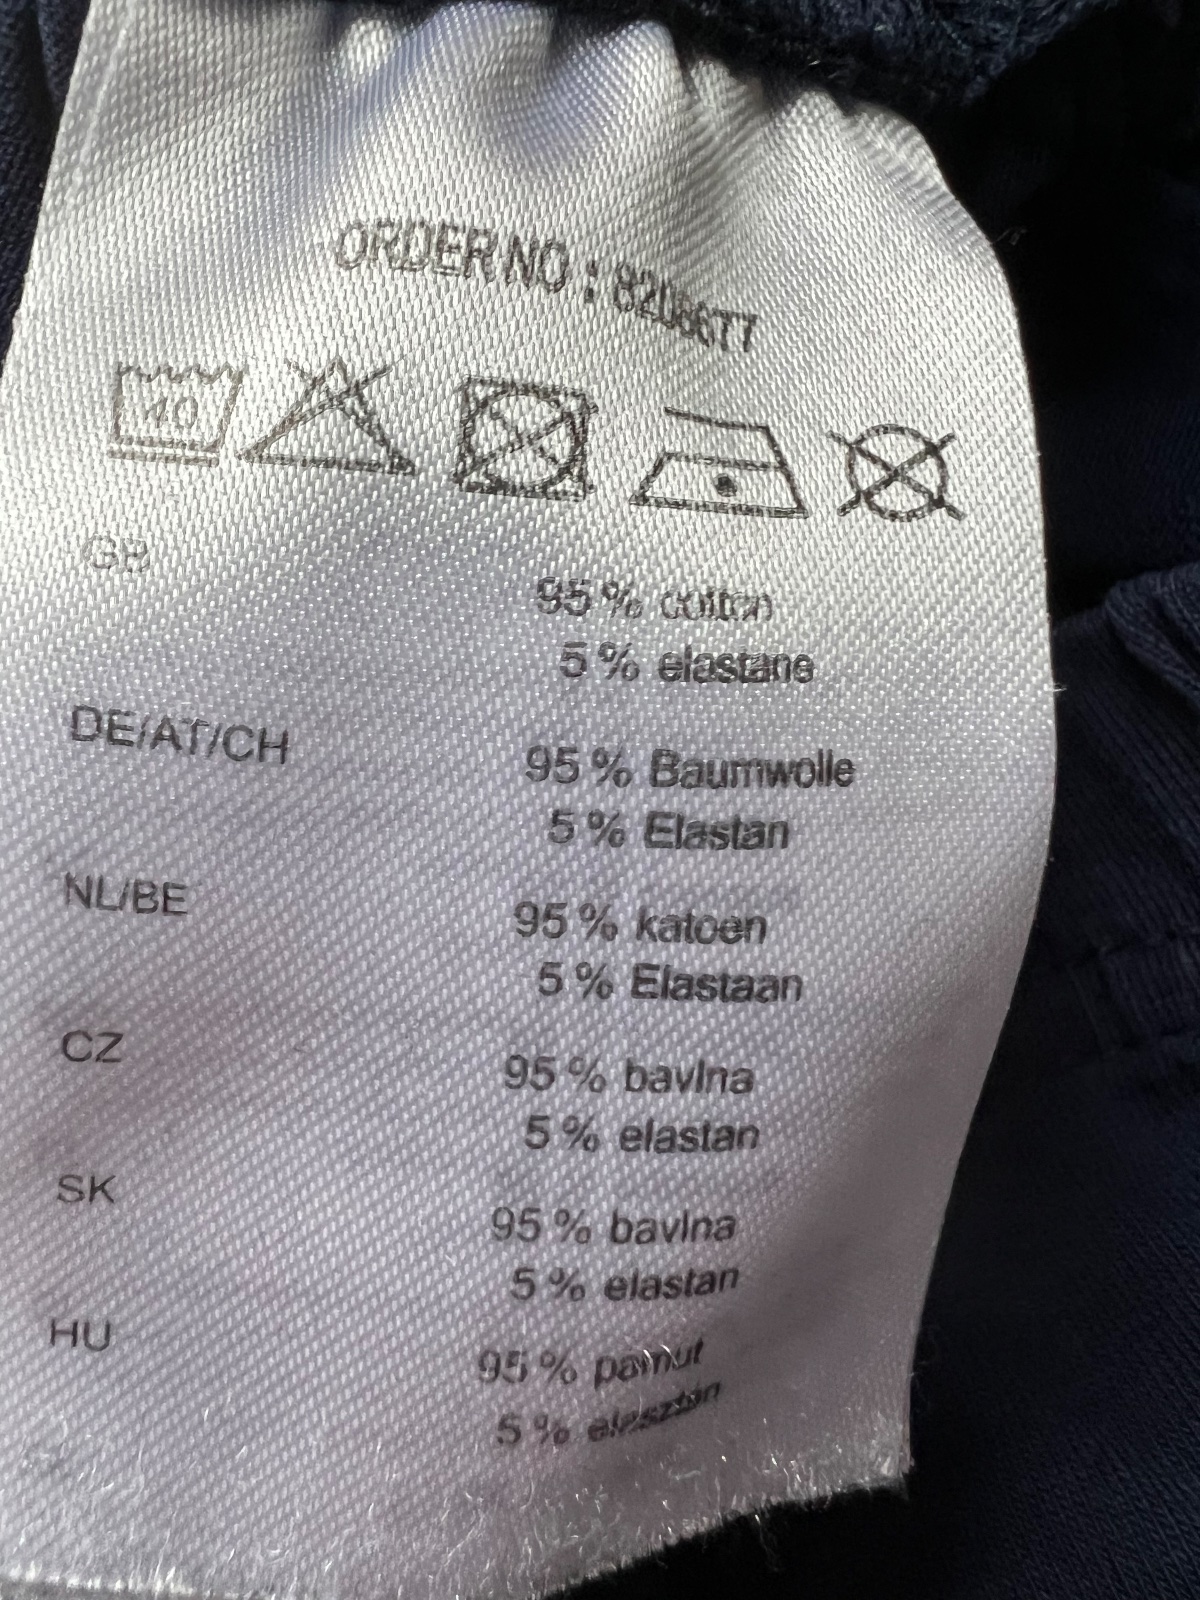 ORDER NO : 8208677
40
GB
95 % cotton
5 % elastane
DE/AT/CH
95 % Baumwolle
5 % Elastan
NL/BE
95 % katoen
5 % Elastaan
CZ
95 % bavlna
5 % elastan
SK
95 % bavlna
5 % elastan
HU
95 % pamut
5 % elasztán